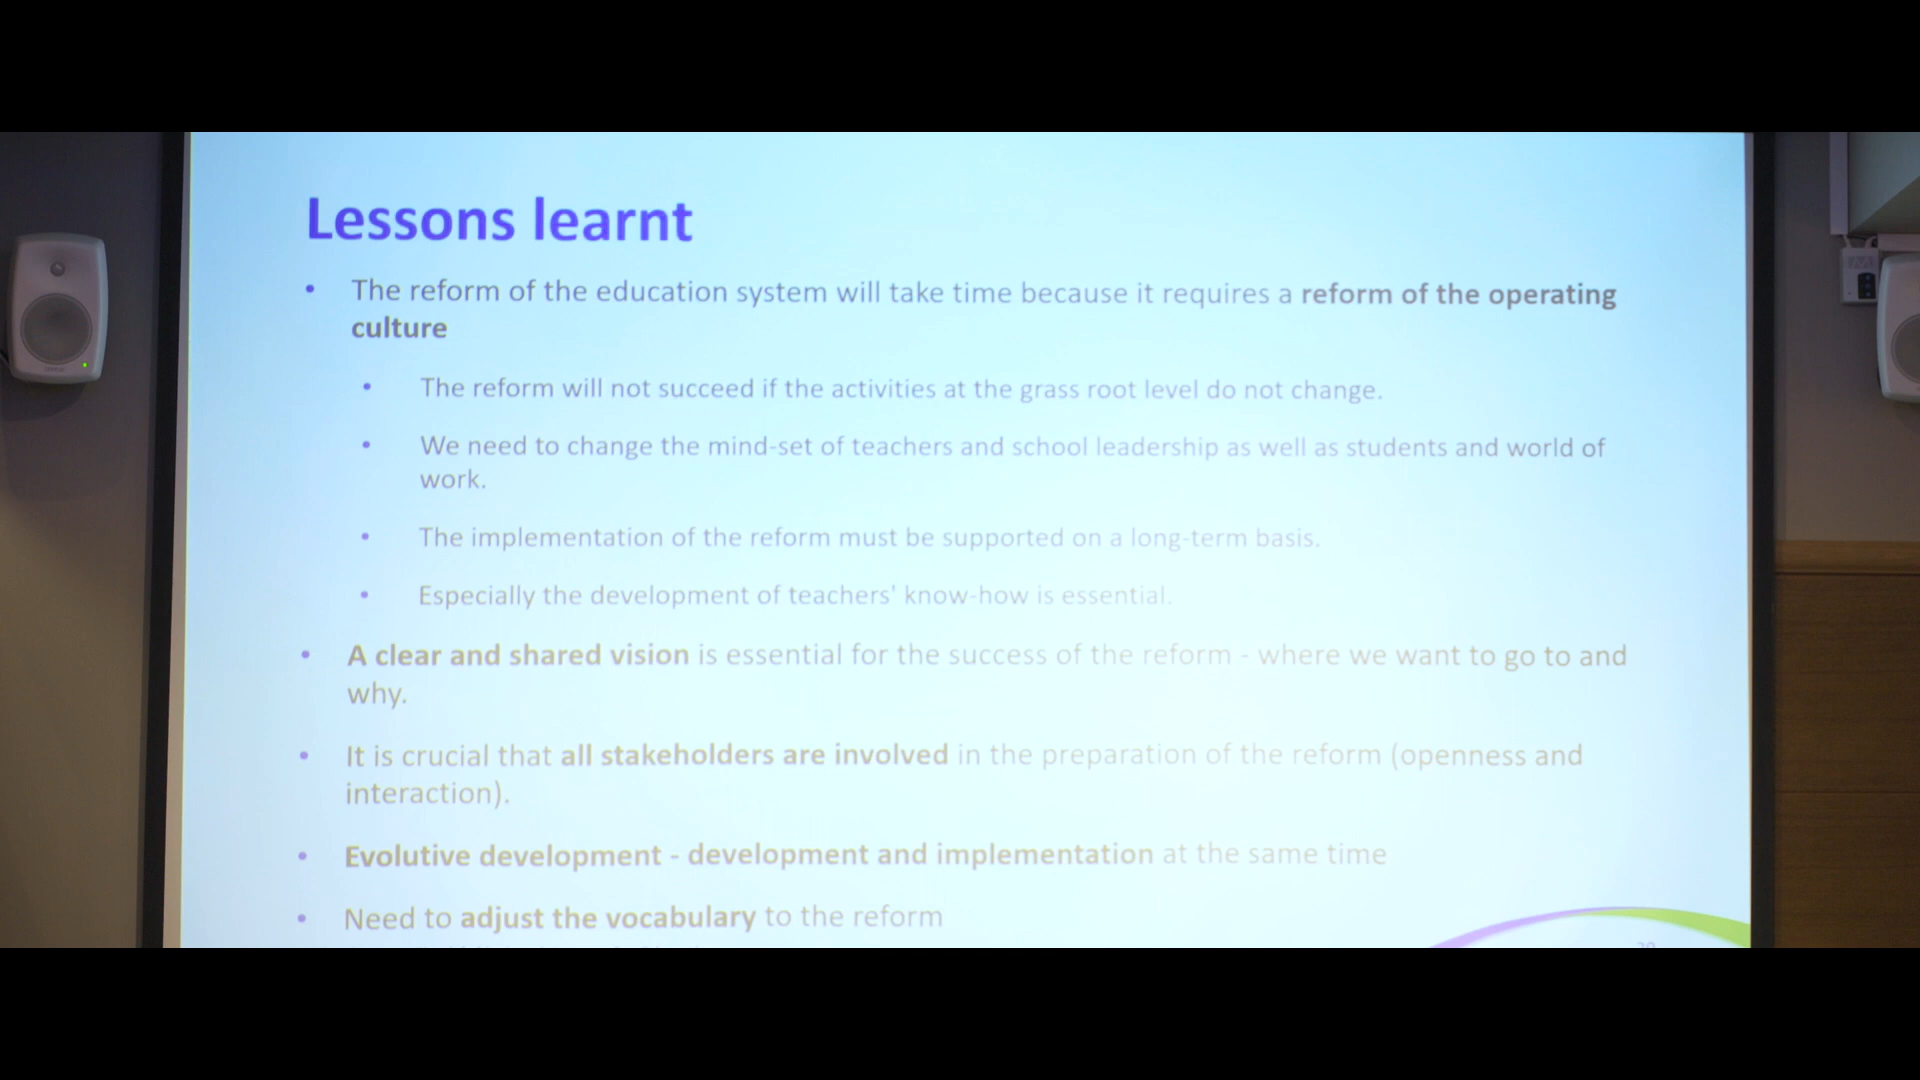 Lessons learnt
• The reform of the education system will take time because it requires a reform of the operating
culture
• The reform will not succeed if the activities at the grass root level do not change.
• We need to change the mind-set of teachers and school leadership as well as students and world of
work.
• The implementation of the reform must be supported on a long-term basis.
• Especially the development of teachers' know-how is essential.
• A clear and shared vision is essential for the success of the reform - where we want to go to and
why.
• It is crucial that all stakeholders are involved in the preparation of the reform (openness and
interaction).
• Evolutive development - development and implementation at the same time
• Need to adjust the vocabulary to the reform